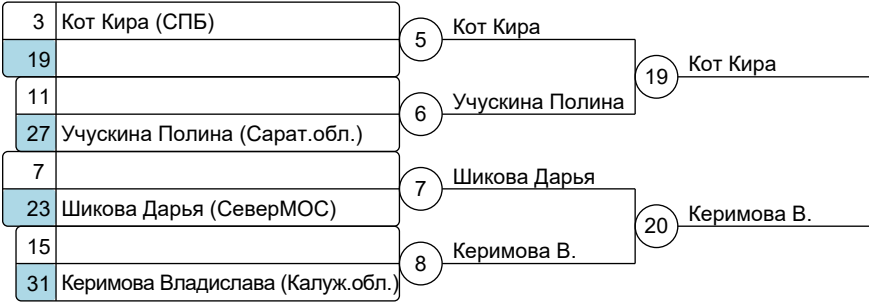 3 Кот Кира (СПБ)
19
5 Кот Кира
19 Кот Кира
11
27 Учускина Полина (Сарат.обл.)
6 Учускина Полина
7
23 Шикова Дарья (СеверМОС)
7 Шикова Дарья
20 Керимова В.
15
31 Керимова Владислава (Калуж.обл.)
8 Керимова В.